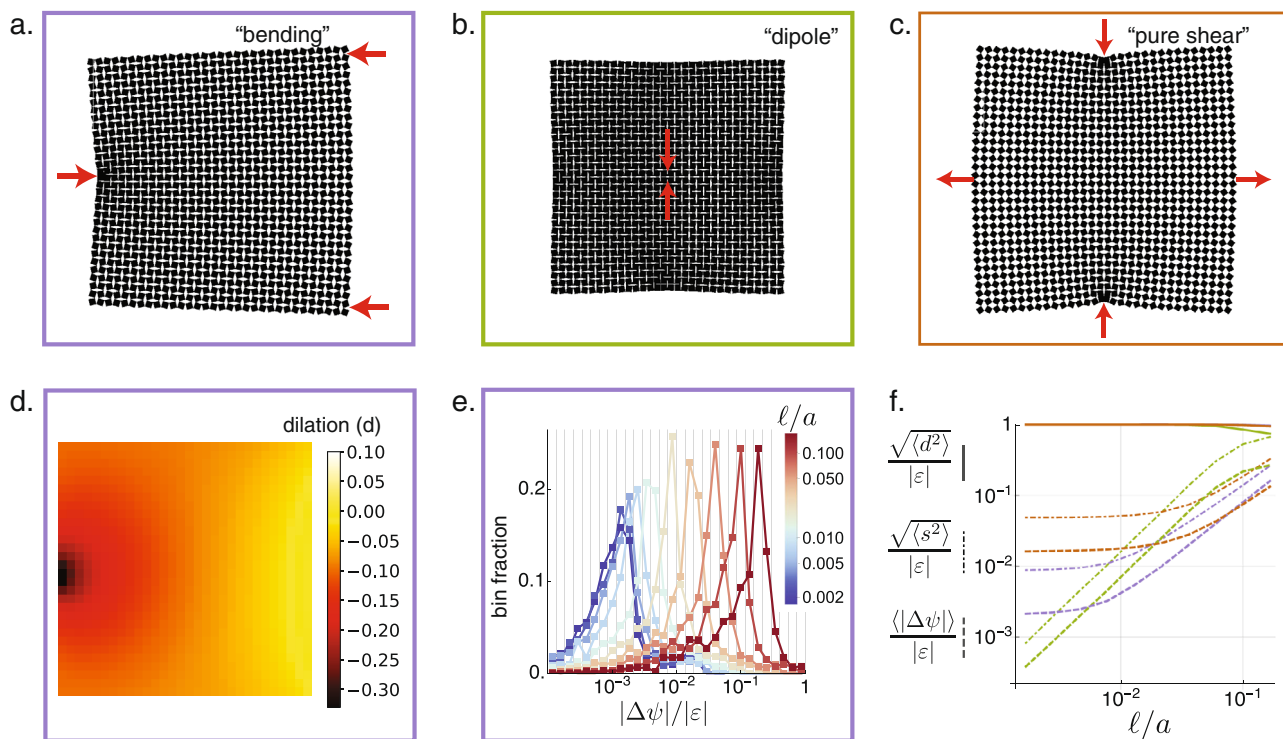 a.
"bending"
b.
"dipole"
c.
"pure shear"
d.
dilation (d)
0.10
0.05
0.00
−0.05
−0.10
−0.15
−0.20
−0.25
−0.30
e.
ℓ/a
0.100
0.050
0.010
0.005
0.002
bin fraction
0.2
0.1
0.
10⁻³
10⁻²
10⁻¹
1
|Δψ|/|ε|
f.
√⟨d²⟩/|ε|
√⟨s²⟩/|ε|
⟨|Δψ|⟩/|ε|
1
10⁻¹
10⁻²
10⁻³
10⁻²
10⁻¹
ℓ/a